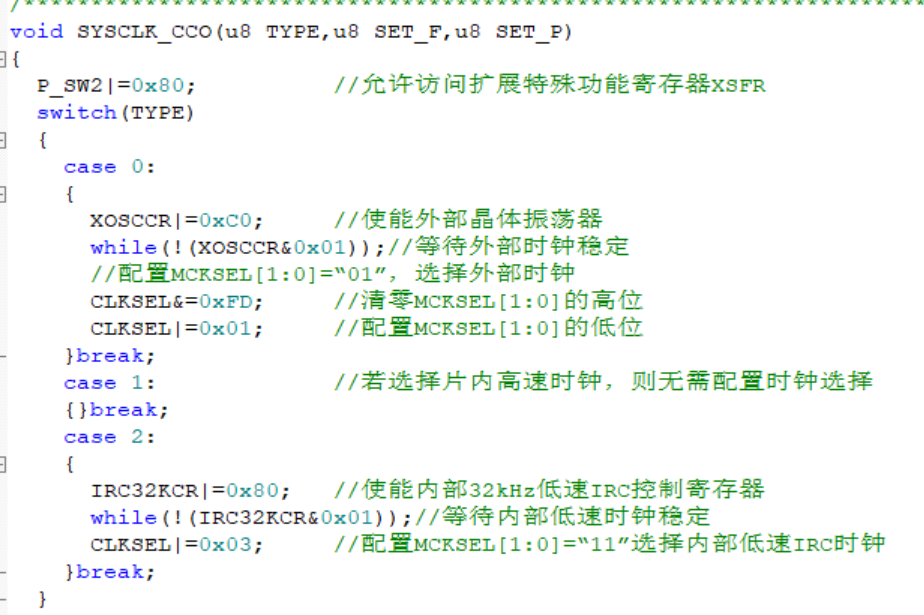 /******************************************************************
void SYSCLK_CCO(u8 TYPE,u8 SET_F,u8 SET_P)
{
P_SW2|=0x80; //允许访问扩展特殊功能寄存器XSFR
switch(TYPE)
{
case 0:
{
XOSCCR|=0xC0; //使能外部晶体振荡器
while(!(XOSCCR&0x01));//等待外部时钟稳定
//配置MCKSEL[1:0]=“01”，选择外部时钟
CLKSEL&=0xFD; //清零MCKSEL[1:0]的高位
CLKSEL|=0x01; //配置MCKSEL[1:0]的低位
}break;
case 1: //若选择片内高速时钟，则无需配置时钟选择
{}break;
case 2:
{
IRC32KCR|=0x80; //使能内部32kHz低速IRC控制寄存器
while(!(IRC32KCR&0x01));//等待内部低速时钟稳定
CLKSEL|=0x03; //配置MCKSEL[1:0]=“11”选择内部低速IRC时钟
}break;
}